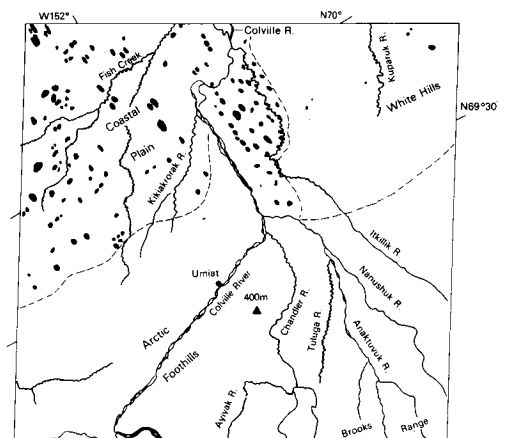 W152°
N70°
Colville R.
Fish Creek
Kuparuk R.
White Hills
N69°30
Coastal
Plain
Kikiakrorak R.
Itkillik R.
Umiat
Colville River
400m
Nanushuk R.
Chandler R.
Tuluga R.
Anaktuvuk R.
Arctic
Foothills
Ayiyak R.
Brooks Range